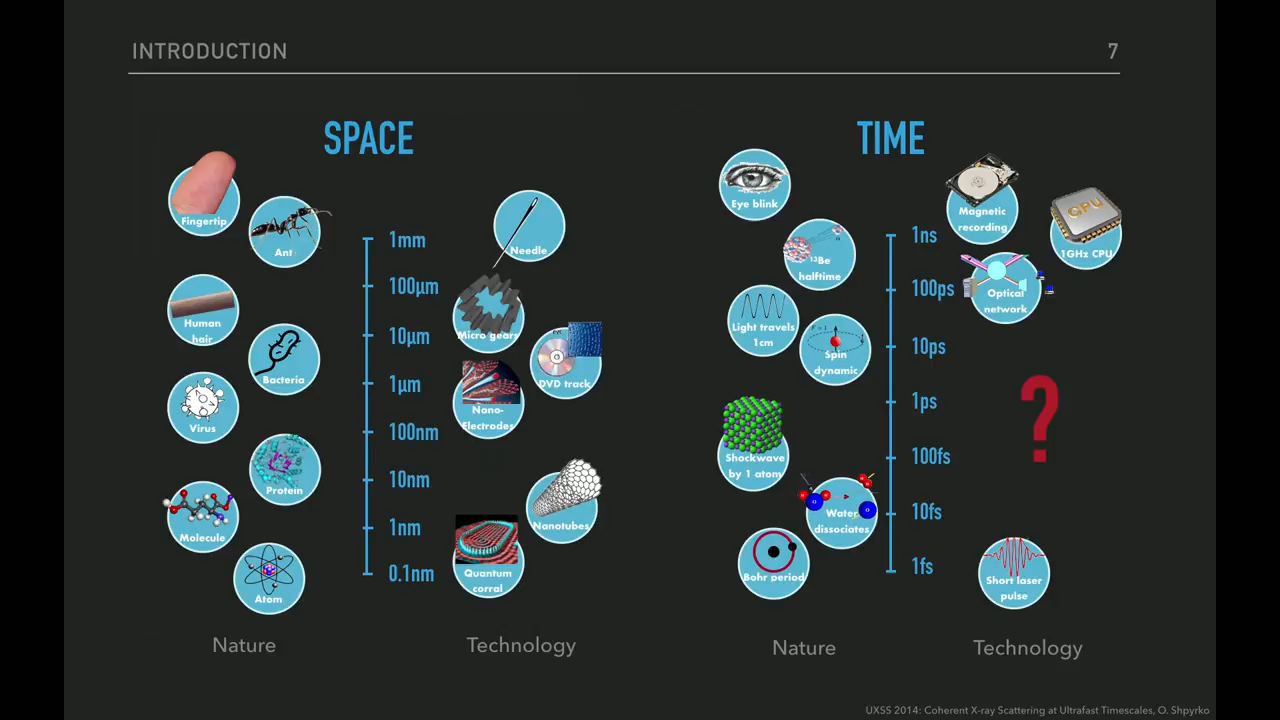 INTRODUCTION
7
SPACE
Fingertip
Ant
Human
hair
Bacteria
Virus
Protein
Molecule
Atom
1mm
100μm
10μm
1μm
100nm
10nm
1nm
0.1nm
Needle
Micro gears
DVD track
Nano-
Electrodes
Nanotubes
Quantum
corral
Nature
Technology
TIME
Eye blink
¹³Be
halftime
Light travels
1cm
Spin
dynamic
Shockwave
by 1 atom
Water
dissociates
Bohr period
1ns
100ps
10ps
1ps
100fs
10fs
1fs
Magnetic
recording
CPU
1GHz CPU
Optical
network
?
Short laser
pulse
Nature
Technology
UXSS 2014: Coherent X-ray Scattering at Ultrafast Timescales, O. Shpyrko